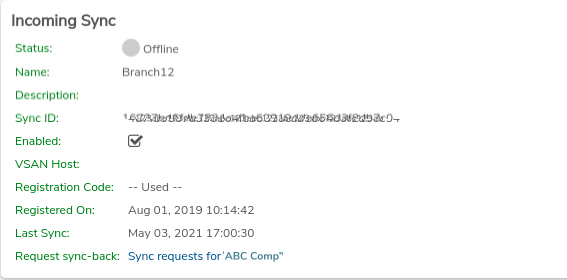 Incoming Sync
Status: Offline
Name: Branch12
Description:
Sync ID:
Enabled:
VSAN Host:
Registration Code: -- Used --
Registered On: Aug 01, 2019 10:14:42
Last Sync: May 03, 2021 17:00:30
Request sync-back: Sync requests for 'ABC Comp"